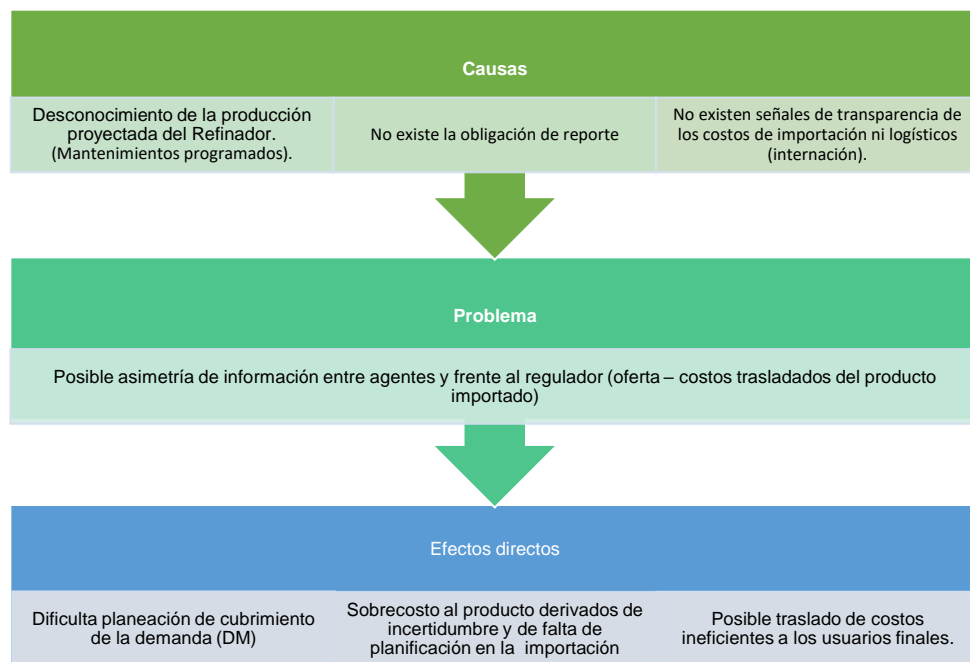 Causas
Desconocimiento de la producción
proyectada del Refinador.
(Mantenimientos programados).
No existe la obligación de reporte
No existen señales de transparencia de
los costos de importación ni logísticos
(internación).
Problema
Posible asimetría de información entre agentes y frente al regulador (oferta – costos trasladados del producto
importado)
Efectos directos
Dificulta planeación de cubrimiento
de la demanda (DM)
Sobrecosto al producto derivados de
incertidumbre y de falta de
planificación en la importación
Posible traslado de costos
ineficientes a los usuarios finales.